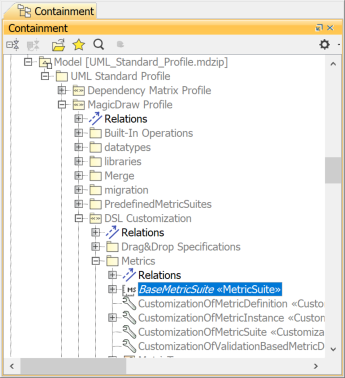 Containment
Containment
Model [UML_Standard_Profile.mdzip]
UML Standard Profile
Dependency Matrix Profile
MagicDraw Profile
Relations
Built-In Operations
datatypes
libraries
Merge
migration
PredefinedMetricSuites
DSL Customization
Relations
Drag&Drop Specifications
Metrics
Relations
BaseMetricSuite «MetricSuite»
CustomizationOfMetricDefinition «Custo
CustomizationOfMetricInstance «Custom
CustomizationOfMetricSuite «Customiza
CustomizationOfValidationBasedMetricD